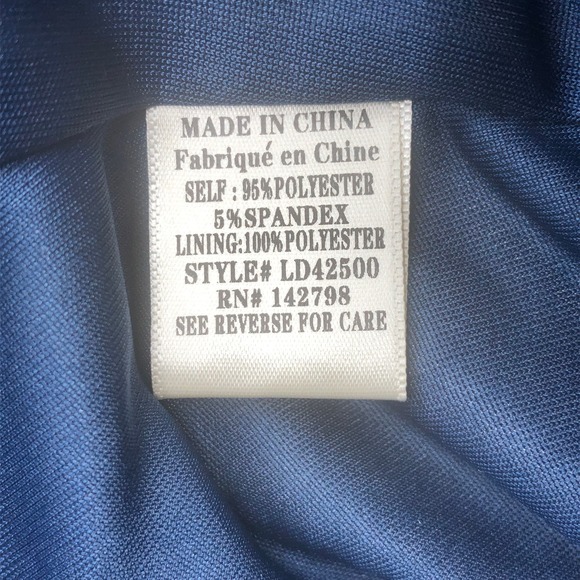 MADE IN CHINA
Fabriqué en Chine
SELF : 95%POLYESTER
5%SPANDEX
LINING:100%POLYESTER
STYLE# LD42500
RN# 142798
SEE REVERSE FOR CARE